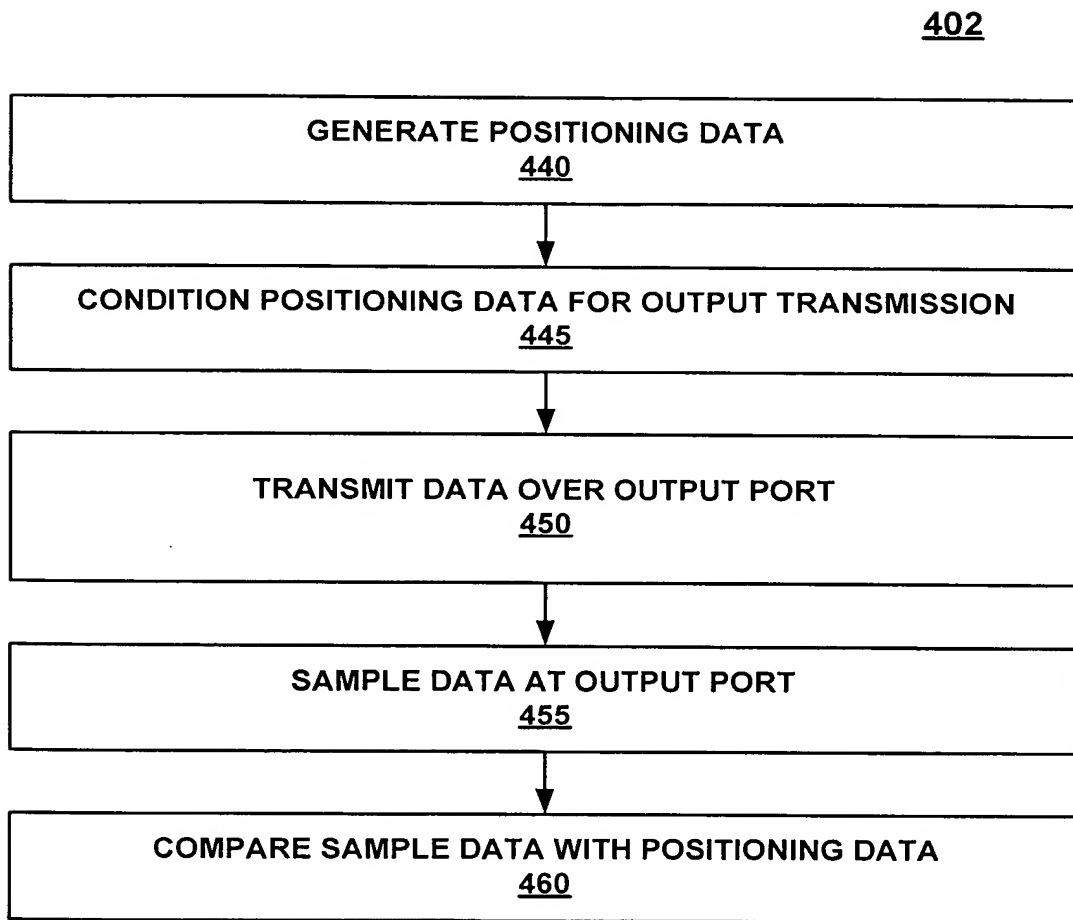 402
GENERATE POSITIONING DATA
440
CONDITION POSITIONING DATA FOR OUTPUT TRANSMISSION
445
TRANSMIT DATA OVER OUTPUT PORT
450
SAMPLE DATA AT OUTPUT PORT
455
COMPARE SAMPLE DATA WITH POSITIONING DATA
460